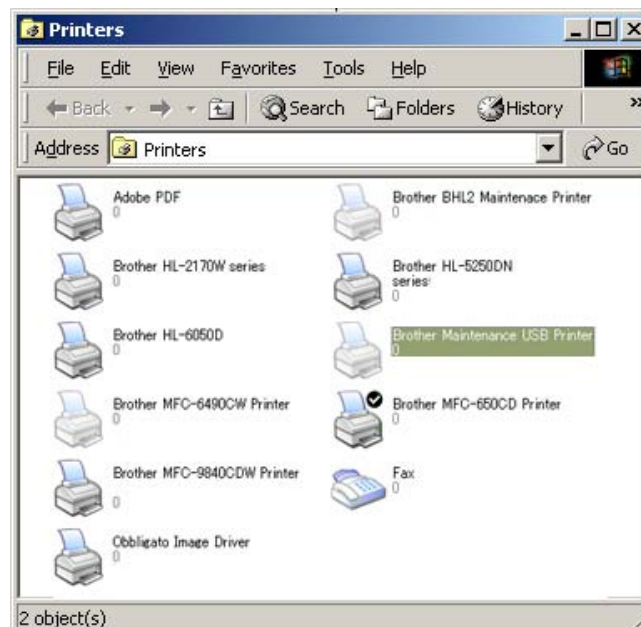 Printers
File Edit View Favorites Tools Help
Back Search Folders History »
Address Printers Go
Adobe PDF
0
Brother BHL2 Maintenace Printer
0
Brother HL-2170W series
0
Brother HL-5250DN
series
0
Brother HL-6050D
0
Brother Maintenance USB Printer
0
Brother MFC-6490CW Printer
0
Brother MFC-650CD Printer
0
Brother MFC-9840CDW Printer
0
Fax
0
Obbligato Image Driver
0
2 object(s)